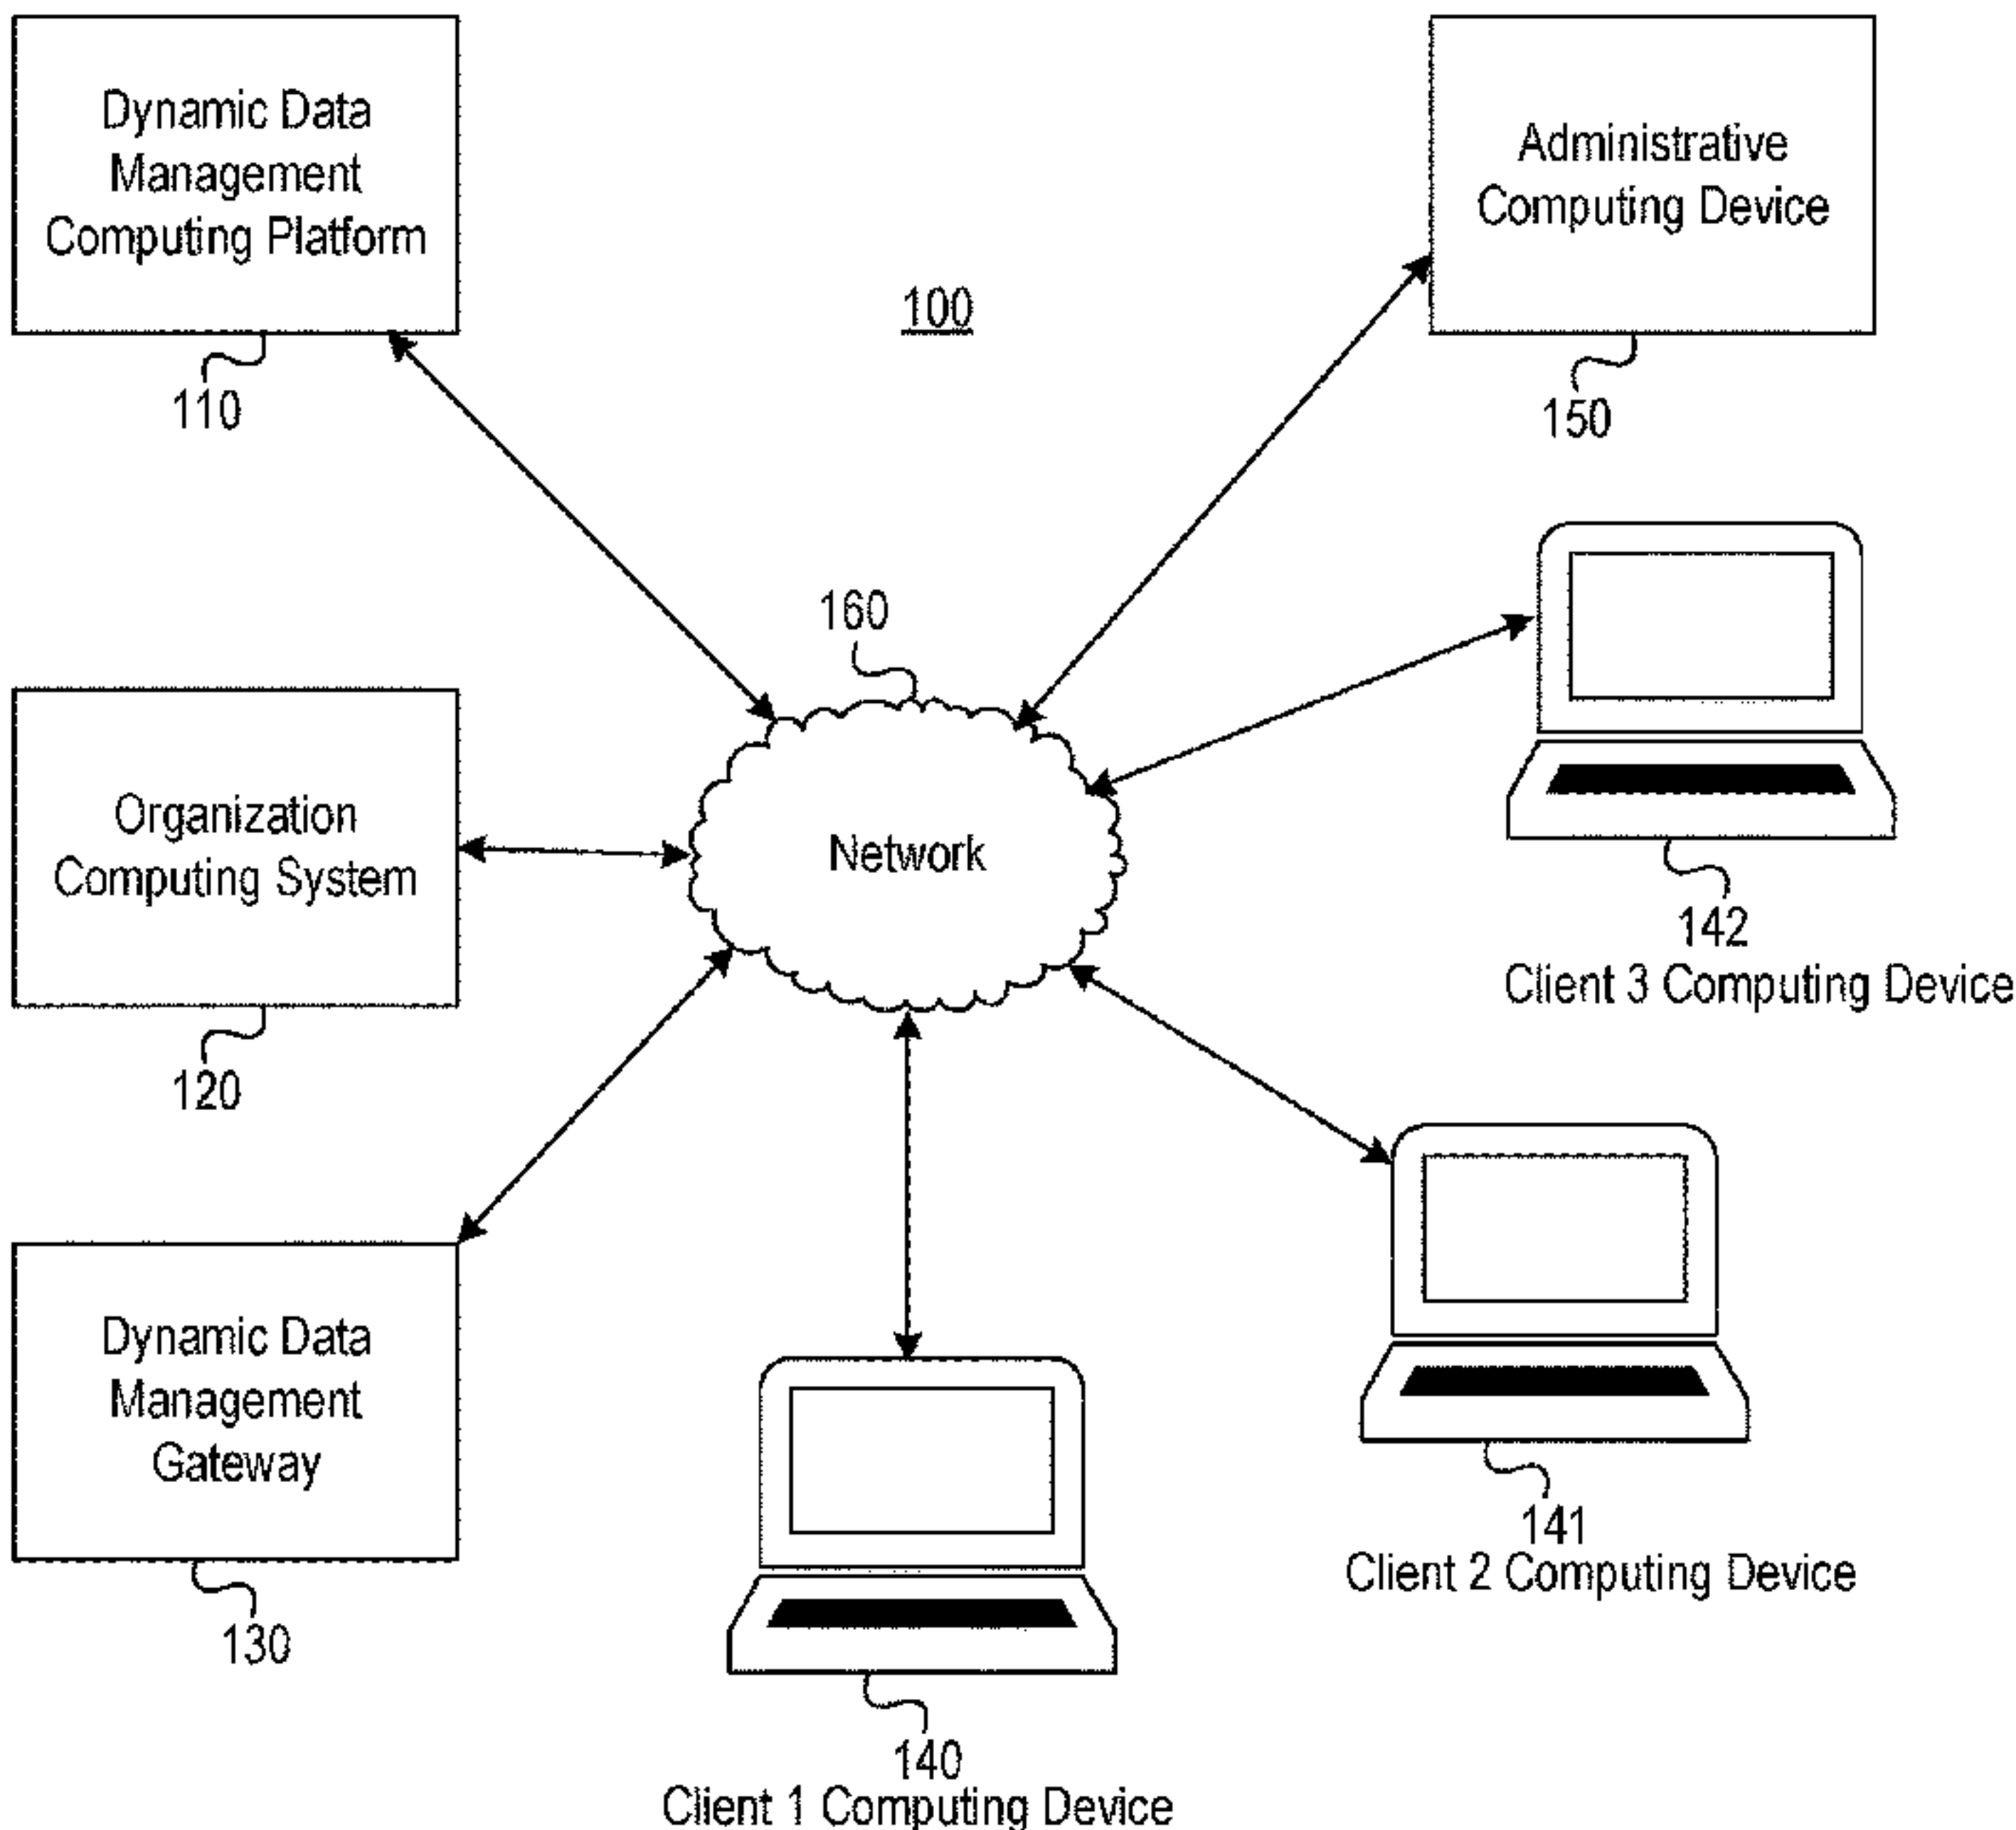 Dynamic Data
Management
Computing Platform
110
100
Administrative
Computing Device
150
160
Network
Organization
Computing System
120
142
Client 3 Computing Device
Dynamic Data
Management
Gateway
130
141
Client 2 Computing Device
140
Client 1 Computing Device